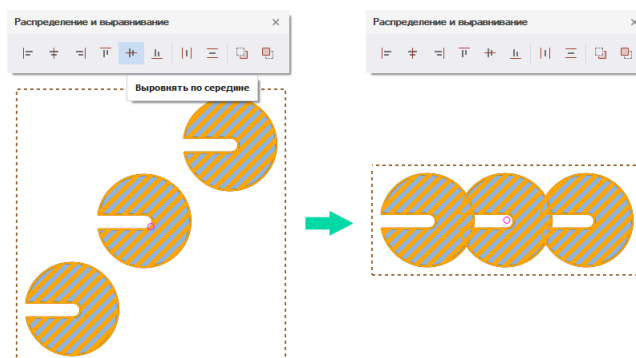 Распределение и выравнивание
Распределение и выравнивание
Выровнять по середине